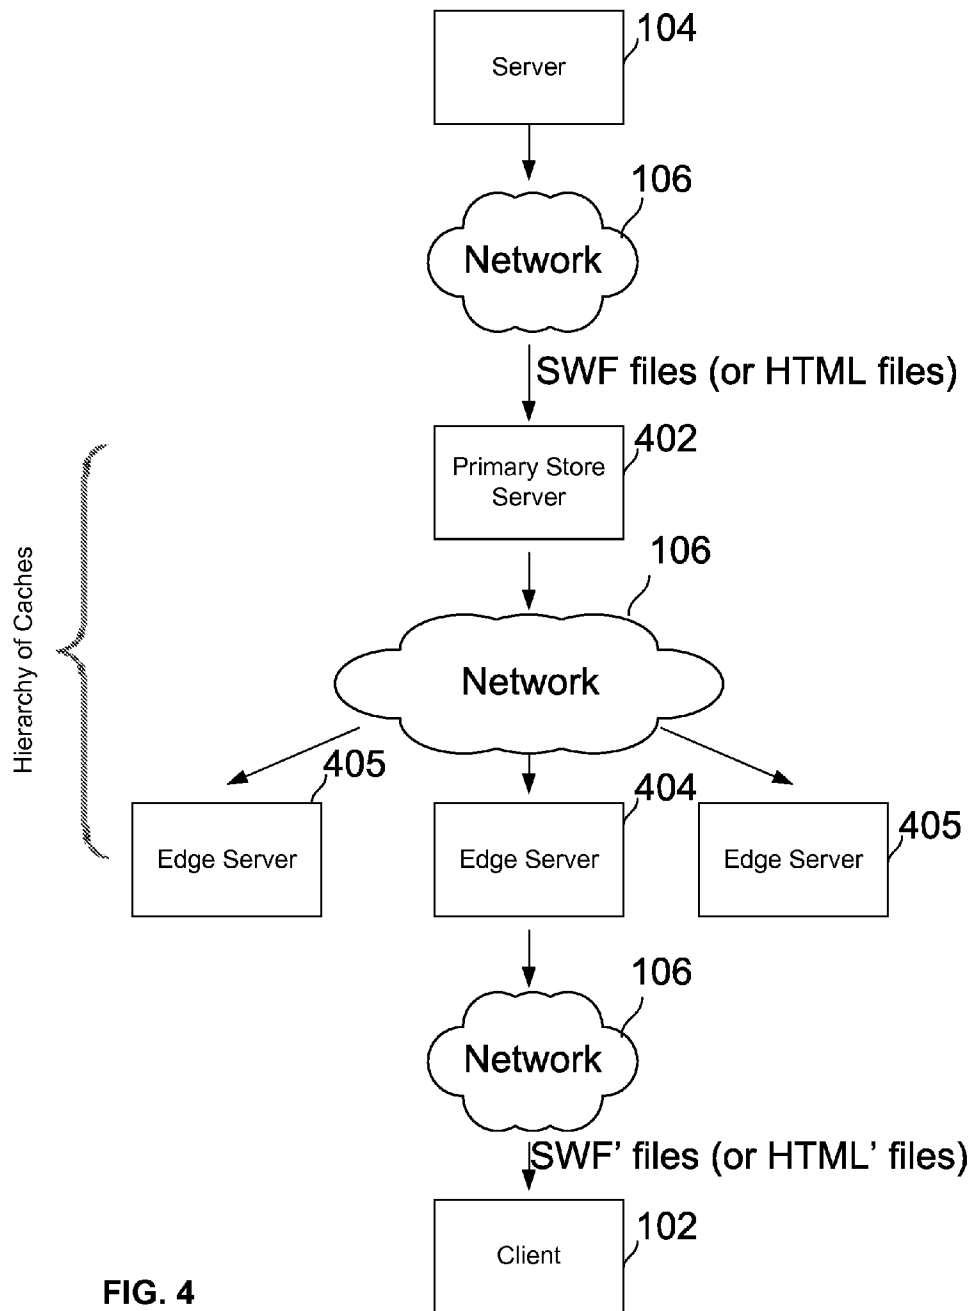 104
Server
106
Network
SWF files (or HTML files)
402
Primary Store
Server
106
Hierarchy of Caches
Network
405
404
405
Edge Server
Edge Server
Edge Server
106
Network
SWF’ files (or HTML’ files)
102
Client
FIG. 4